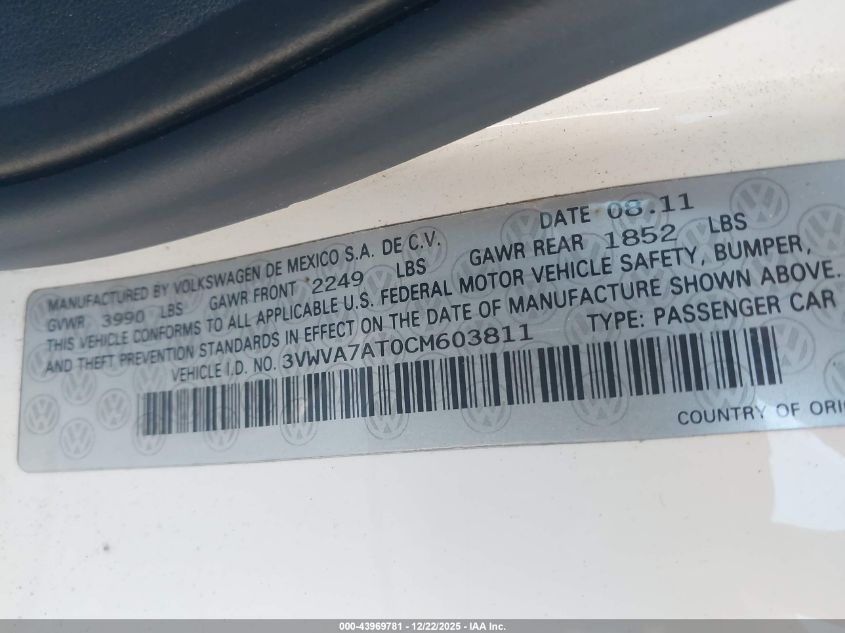 MANUFACTURED BY VOLKSWAGEN DE MEXICO S.A. DE C.V. DATE 08.11
GVWR 3990 LBS GAWR FRONT 2249 LBS GAWR REAR 1852 LBS
THIS VEHICLE CONFORMS TO ALL APPLICABLE U.S. FEDERAL MOTOR VEHICLE SAFETY, BUMPER,
AND THEFT PREVENTION STANDARDS IN EFFECT ON THE DATE OF MANUFACTURE SHOWN ABOVE.
VEHICLE I.D. NO. 3VWVA7AT0CM603811 TYPE: PASSENGER CAR
COUNTRY OF ORI
000-43969781 - 12/22/2025 - IAA Inc.